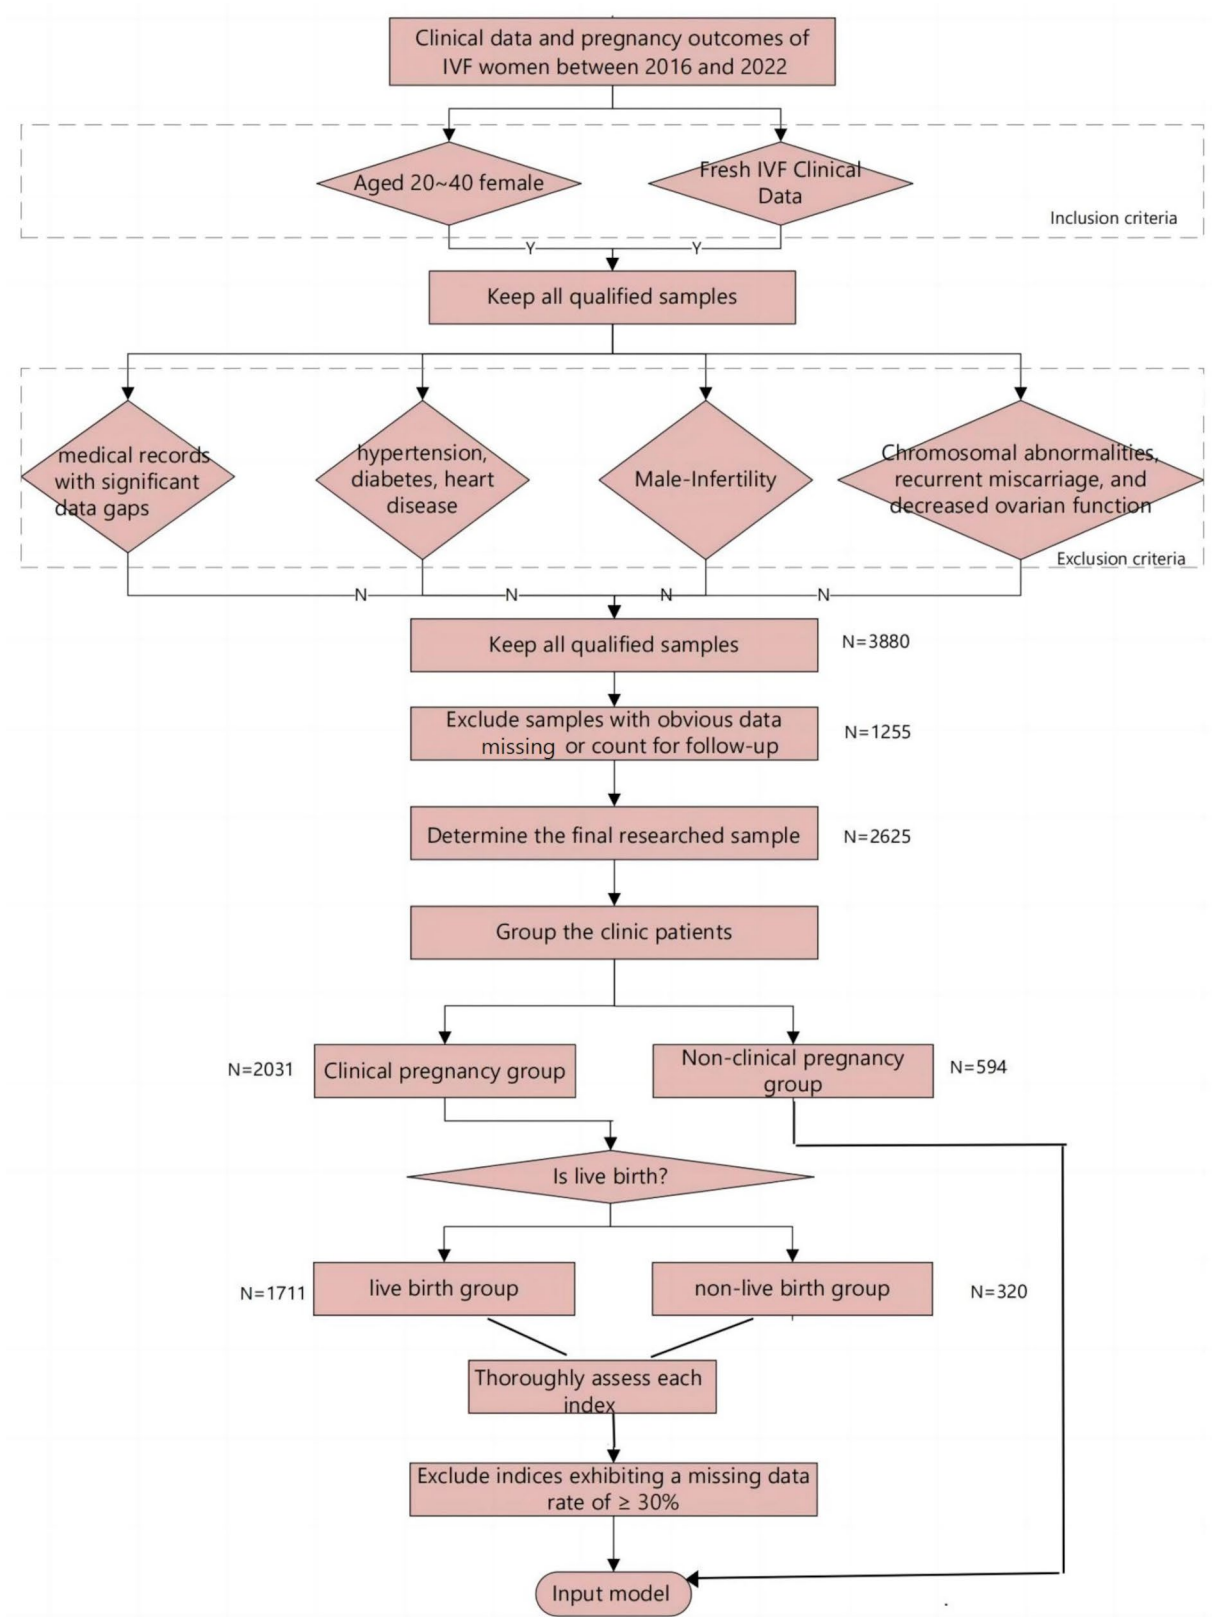 Clinical data and pregnancy outcomes of
IVF women between 2016 and 2022
Aged 20~40 female
Fresh IVF Clinical
Data
Inclusion criteria
Y
Y
Keep all qualified samples
medical records
with significant
data gaps
hypertension,
diabetes, heart
disease
Male-Infertility
Chromosomal abnormalities,
recurrent miscarriage, and
decreased ovarian function
Exclusion criteria
N
N
N
N
Keep all qualified samples
N=3880
Exclude samples with obvious data
missing or count for follow-up
N=1255
Determine the final researched sample
N=2625
Group the clinic patients
N=2031
Clinical pregnancy group
Non-clinical pregnancy
group
N=594
Is live birth?
N=1711
live birth group
non-live birth group
N=320
Thoroughly assess each
index
Exclude indices exhibiting a missing data
rate of ≥ 30%
Input model